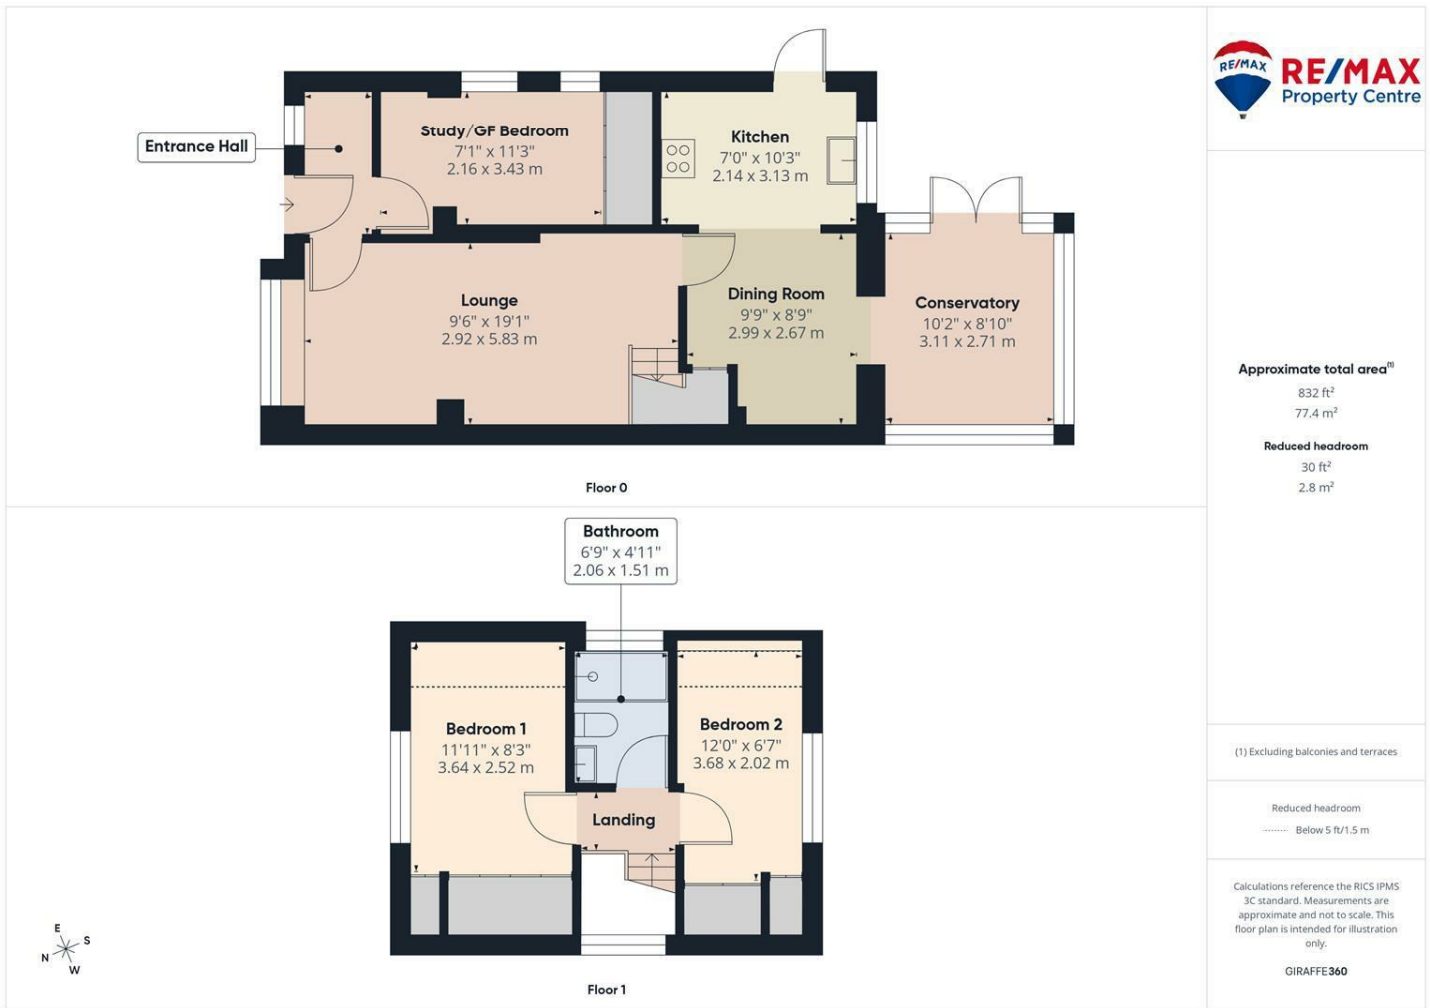 RE/MAX
RE/MAX
Property Centre
Entrance Hall
Study/GF Bedroom
7'1" x 11'3"
2.16 x 3.43 m
Kitchen
7'0" x 10'3"
2.14 x 3.13 m
Lounge
9'6" x 19'1"
2.92 x 5.83 m
Dining Room
9'9" x 8'9"
2.99 x 2.67 m
Conservatory
10'2" x 8'10"
3.11 x 2.71 m
Floor 0
Bathroom
6'9" x 4'11"
2.06 x 1.51 m
Bedroom 1
11'11" x 8'3"
3.64 x 2.52 m
Bedroom 2
12'0" x 6'7"
3.68 x 2.02 m
Landing
Floor 1
E
S
N
W
Approximate total area(1)
832 ft²
77.4 m²
Reduced headroom
30 ft²
2.8 m²
(1) Excluding balconies and terraces
Reduced headroom
Below 5 ft/1.5 m
Calculations reference the RICS IPMS
3C standard. Measurements are
approximate and not to scale. This
floor plan is intended for illustration
only.
GIRAFFE360